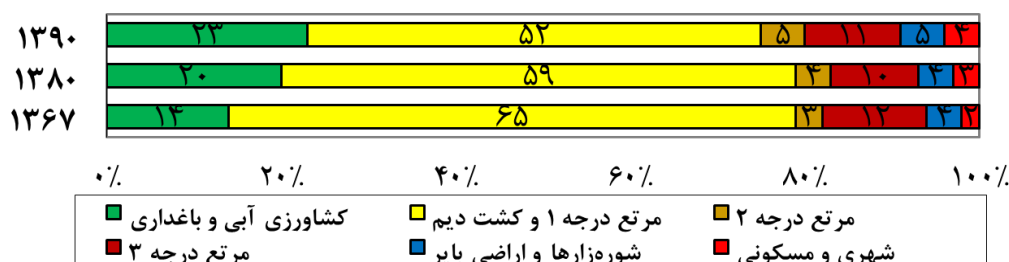 ۱۳۹۰ ۲۳ ۵۲ ۵ ۱۱ ۵ ۴
۱۳۸۰ ۲۰ ۵۹ ۴ ۱۰ ۴ ۳
۱۳۶۷ ۱۴ ۶۵ ۳ ۱۲ ۴ ۲
۰٪ ۲۰٪ ۴۰٪ ۶۰٪ ۸۰٪ ۱۰۰٪
کشاورزی آبی و باغداری مرتع درجه ۱ و کشت دیم مرتع درجه ۲
مرتع درجه ۳ شوره‌زارها و اراضی بایر شهری و مسکونی